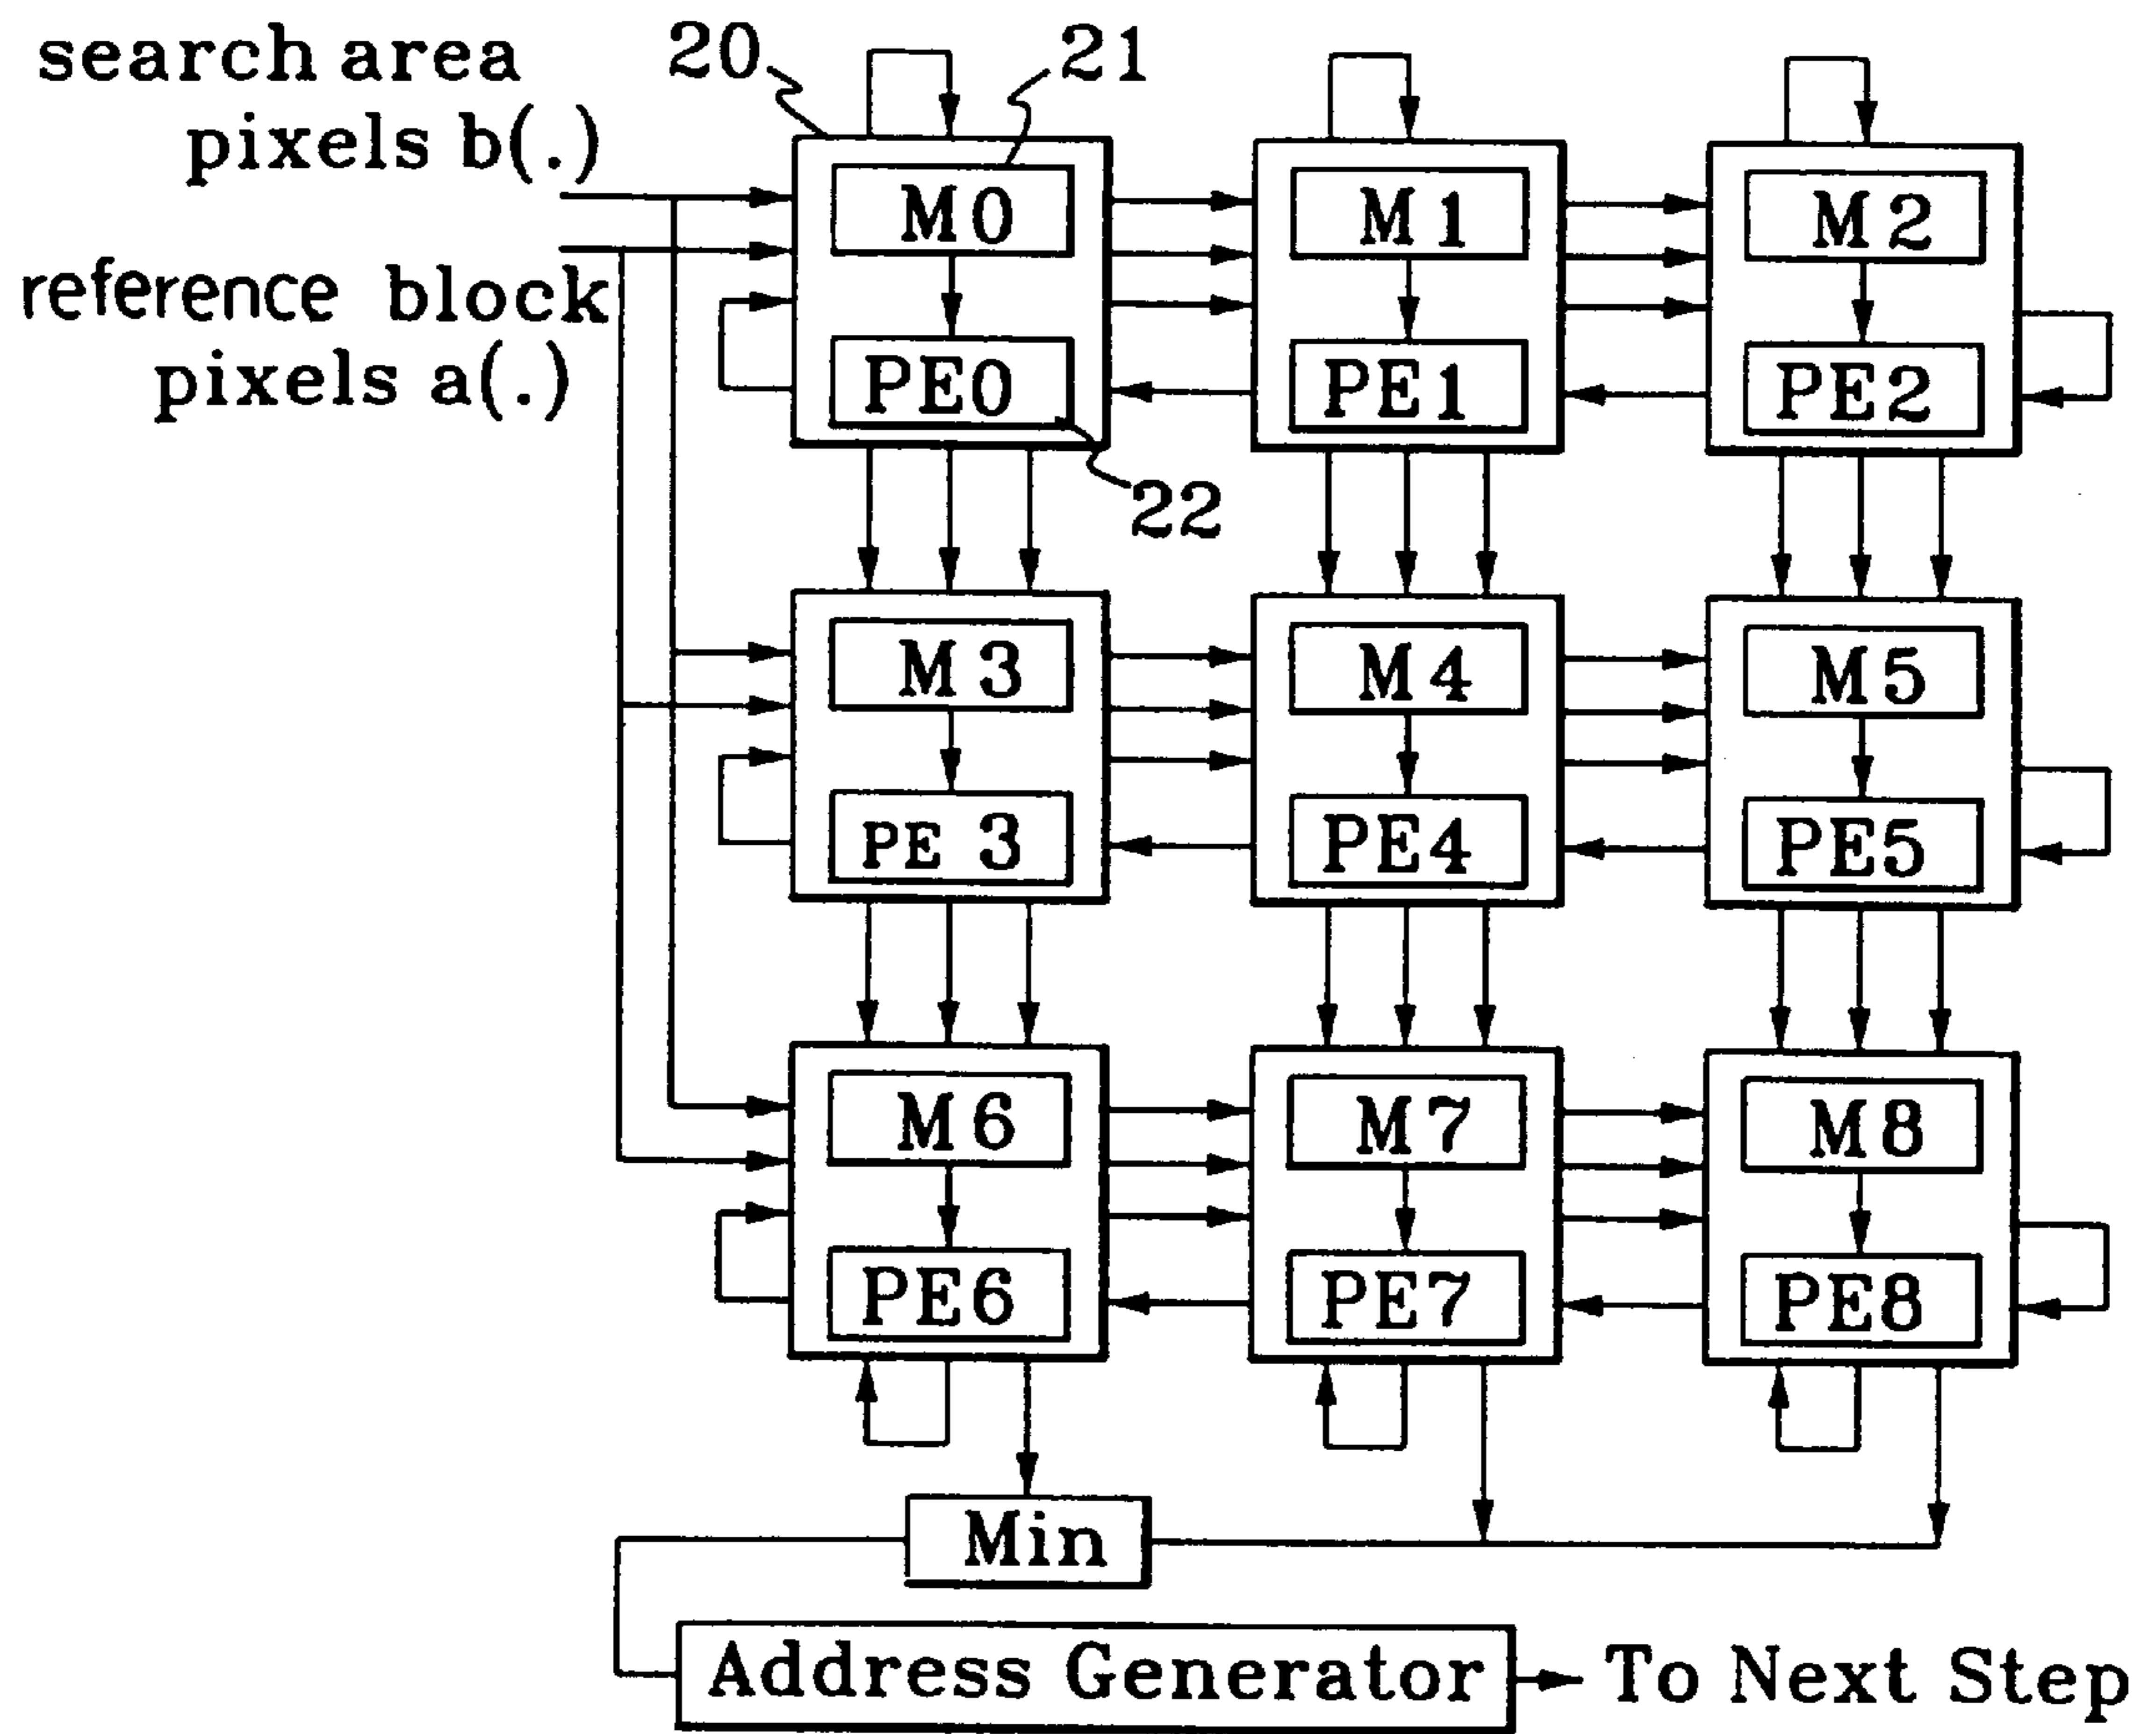 search area
pixels b(.)
reference block
pixels a(.)
20
21
M0
M1
M2
PE0
PE1
PE2
22
M3
M4
M5
PE 3
PE4
PE5
M6
M7
M8
PE6
PE7
PE8
Min
Address Generator
To Next Step